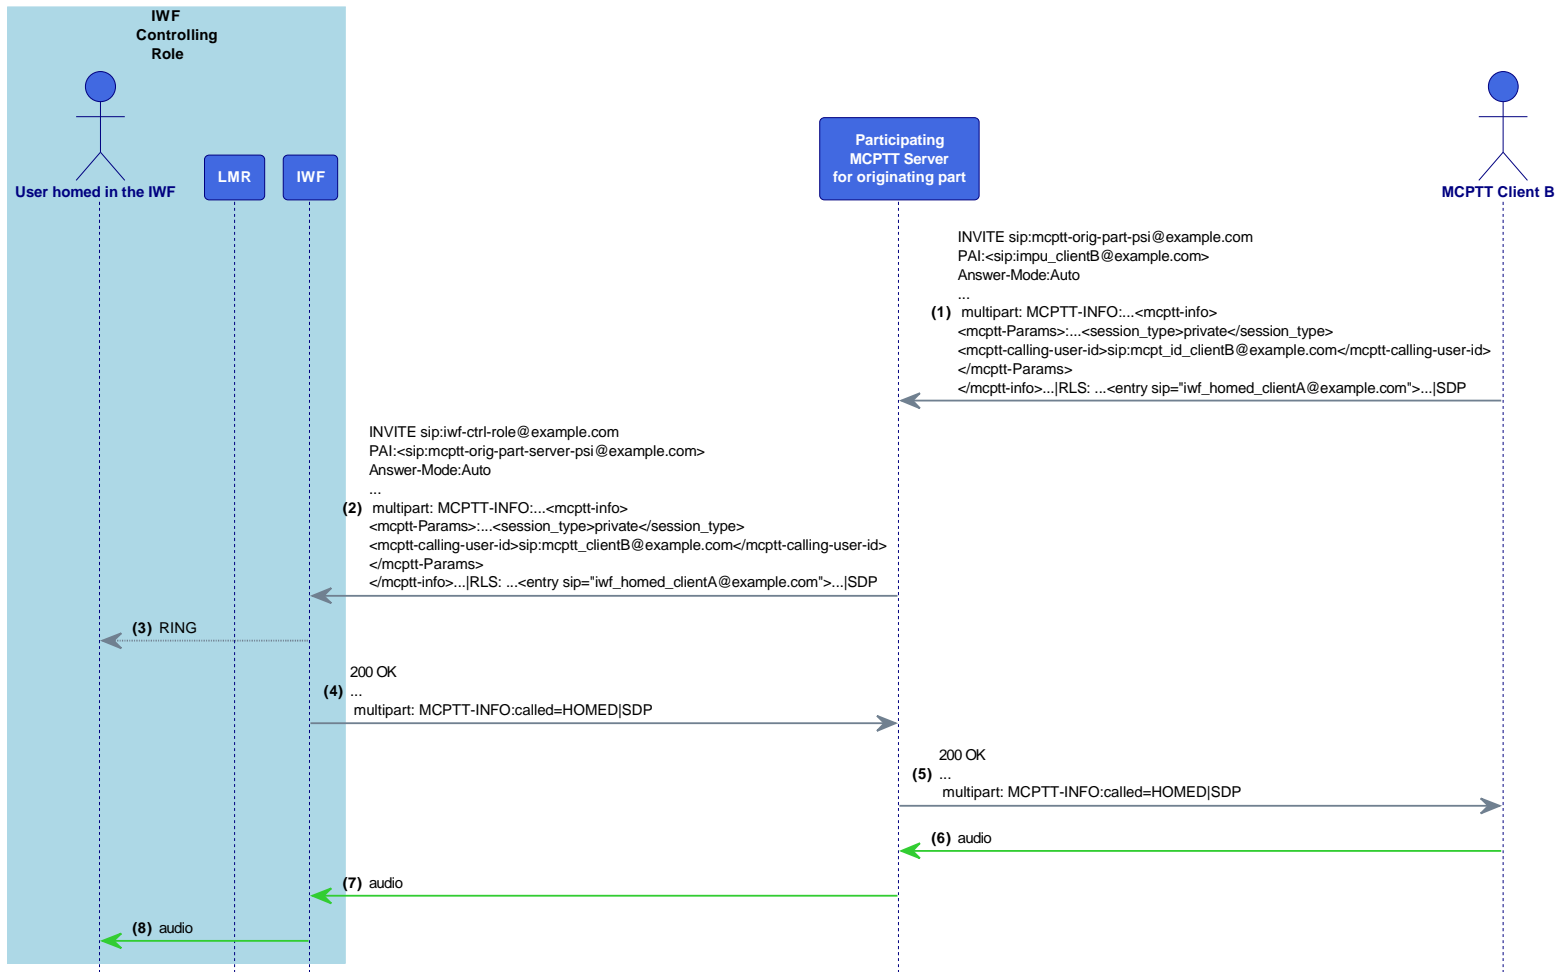 IWF
Controlling
Role
User homed in the IWF
LMR
IWF
Participating
MCPTT Server
for originating part
MCPTT Client B
INVITE sip:mcptt-orig-part-psi@example.com
PAI:<sip:impu_clientB@example.com>
Answer-Mode:Auto
...
(1) multipart: MCPTT-INFO:...<mcptt-info>
<mcptt-Params>:...<session_type>private</session_type>
<mcptt-calling-user-id>sip:mcpt_id_clientB@example.com</mcptt-calling-user-id>
</mcptt-Params>
</mcptt-info>...|RLS: ...<entry sip="iwf_homed_clientA@example.com">...|SDP
INVITE sip:iwf-ctrl-role@example.com
PAI:<sip:mcptt-orig-part-server-psi@example.com>
Answer-Mode:Auto
...
(2) multipart: MCPTT-INFO:...<mcptt-info>
<mcptt-Params>:...<session_type>private</session_type>
<mcptt-calling-user-id>sip:mcptt_clientB@example.com</mcptt-calling-user-id>
</mcptt-Params>
</mcptt-info>...|RLS: ...<entry sip="iwf_homed_clientA@example.com">...|SDP
(3) RING
200 OK
(4) ...
multipart: MCPTT-INFO:called=HOMED|SDP
200 OK
(5) ...
multipart: MCPTT-INFO:called=HOMED|SDP
(6) audio
(7) audio
(8) audio